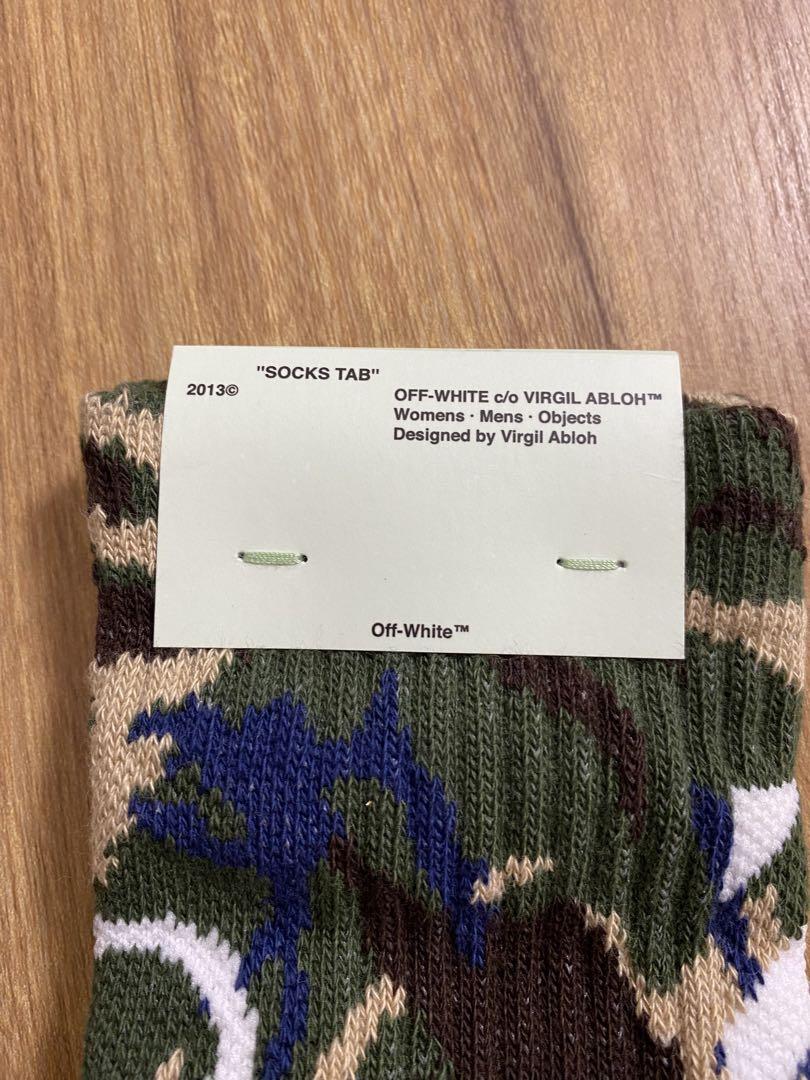 "SOCKS TAB"
2013©
OFF-WHITE c/o VIRGIL ABLOH™
Womens · Mens · Objects
Designed by Virgil Abloh
Off-White™